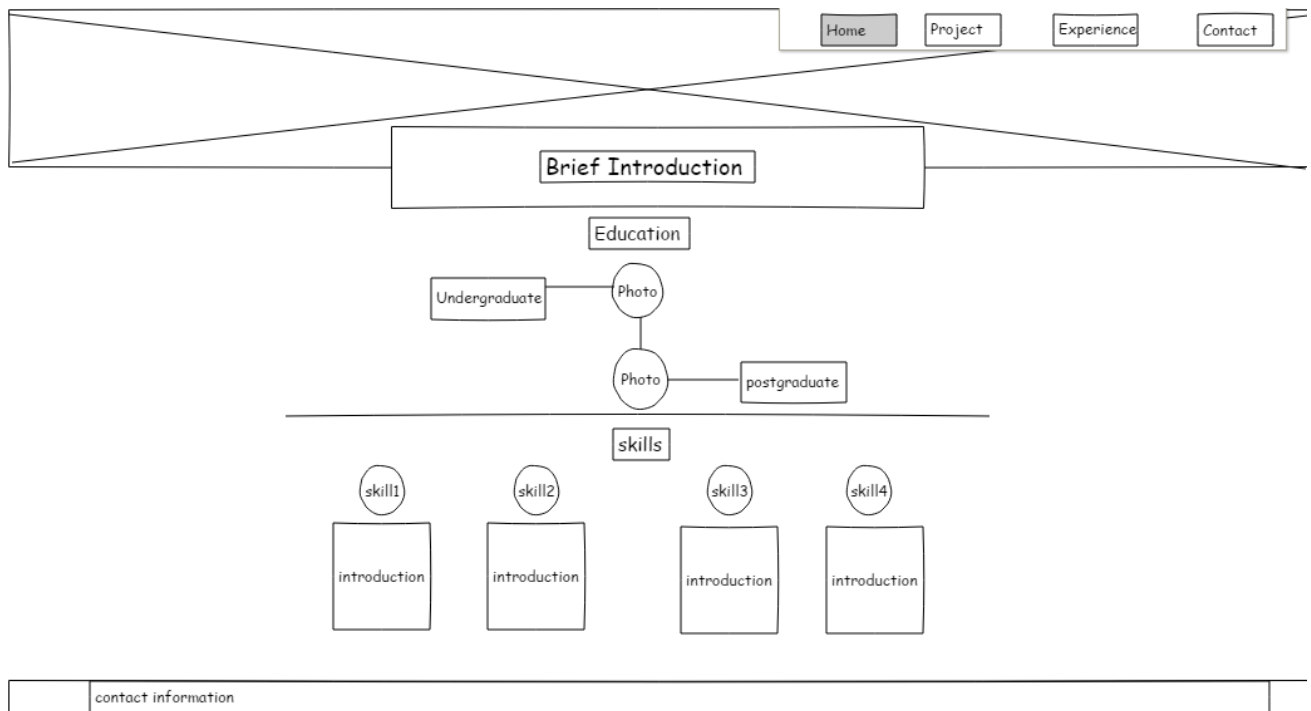 Home
Project
Experience
Contact
Brief Introduction
Education
Undergraduate
Photo
Photo
postgraduate
skills
skill1
skill2
skill3
skill4
introduction
introduction
introduction
introduction
contact information